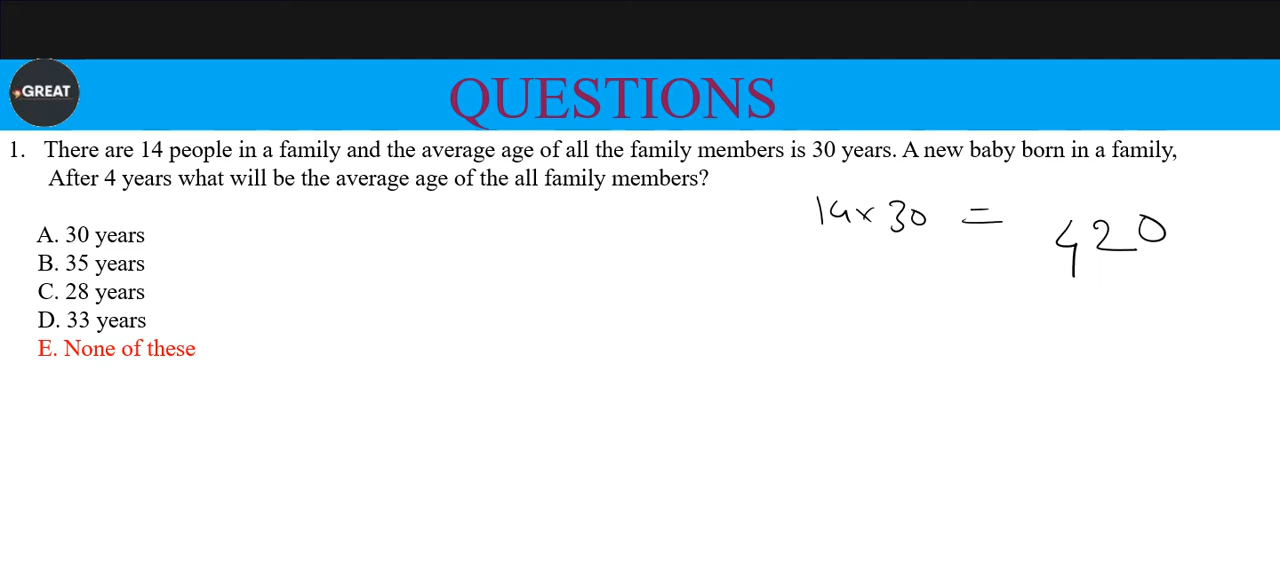 GREAT
QUESTIONS
1. There are 14 people in a family and the average age of all the family members is 30 years. A new baby born in a family,
After 4 years what will be the average age of the all family members?
14 x 30 = 420
A. 30 years
B. 35 years
C. 28 years
D. 33 years
E. None of these